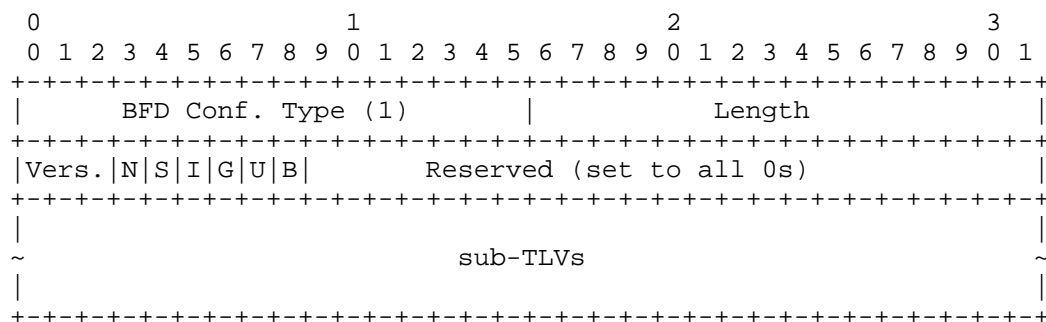 0                   1                   2                   3
 0 1 2 3 4 5 6 7 8 9 0 1 2 3 4 5 6 7 8 9 0 1 2 3 4 5 6 7 8 9 0 1
+-+-+-+-+-+-+-+-+-+-+-+-+-+-+-+-+-+-+-+-+-+-+-+-+-+-+-+-+-+-+-+-+
|      BFD Conf. Type (1)       |           Length              |
+-+-+-+-+-+-+-+-+-+-+-+-+-+-+-+-+-+-+-+-+-+-+-+-+-+-+-+-+-+-+-+-+
|Vers.|N|S|I|G|U|B|       Reserved (set to all 0s)              |
+-+-+-+-+-+-+-+-+-+-+-+-+-+-+-+-+-+-+-+-+-+-+-+-+-+-+-+-+-+-+-+-+
|                                                               |
~                           sub-TLVs                            ~
|                                                               |
+-+-+-+-+-+-+-+-+-+-+-+-+-+-+-+-+-+-+-+-+-+-+-+-+-+-+-+-+-+-+-+-+